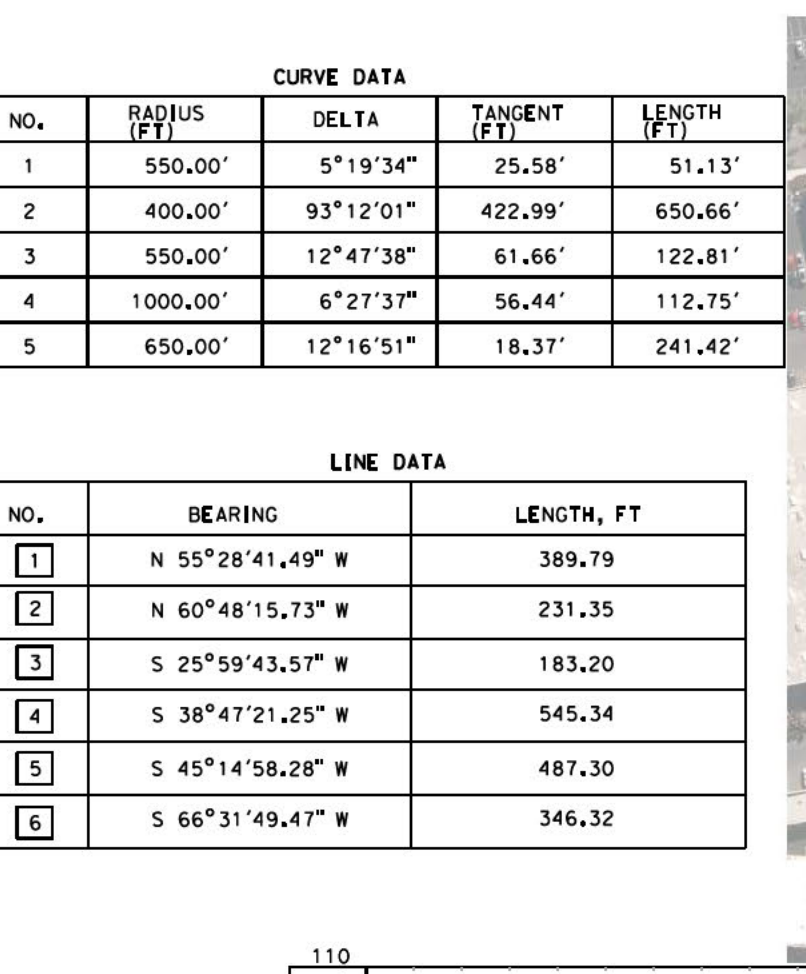 CURVE DATA
NO. RADIUS (FT) DELTA TANGENT (FT) LENGTH (FT)
1 550.00′ 5°19′34" 25.58′ 51.13′
2 400.00′ 93°12′01" 422.99′ 650.66′
3 550.00′ 12°47′38" 61.66′ 122.81′
4 1000.00′ 6°27′37" 56.44′ 112.75′
5 650.00′ 12°16′51" 18.37′ 241.42′
LINE DATA
NO. BEARING LENGTH, FT
1 N 55°28′41.49" W 389.79
2 N 60°48′15.73" W 231.35
3 S 25°59′43.57" W 183.20
4 S 38°47′21.25" W 545.34
5 S 45°14′58.28" W 487.30
6 S 66°31′49.47" W 346.32
110